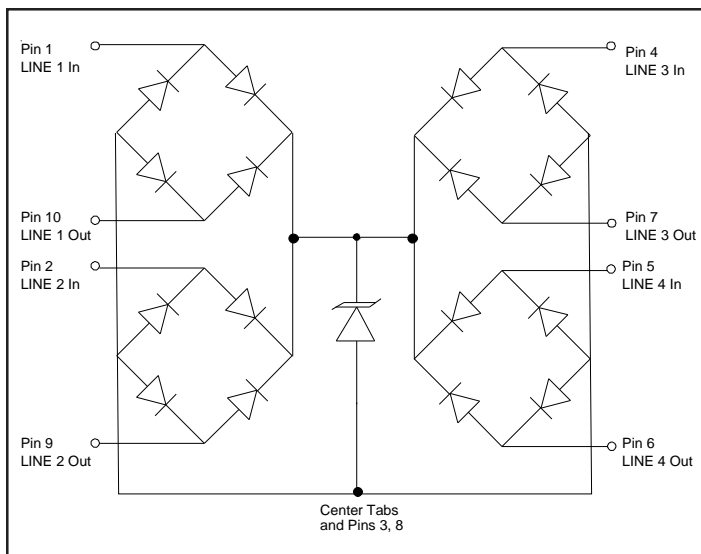 Pin 1
LINE 1 In
Pin 4
LINE 3 In
Pin 10
LINE 1 Out
Pin 7
LINE 3 Out
Pin 2
LINE 2 In
Pin 5
LINE 4 In
Pin 9
LINE 2 Out
Pin 6
LINE 4 Out
Center Tabs
and Pins 3, 8